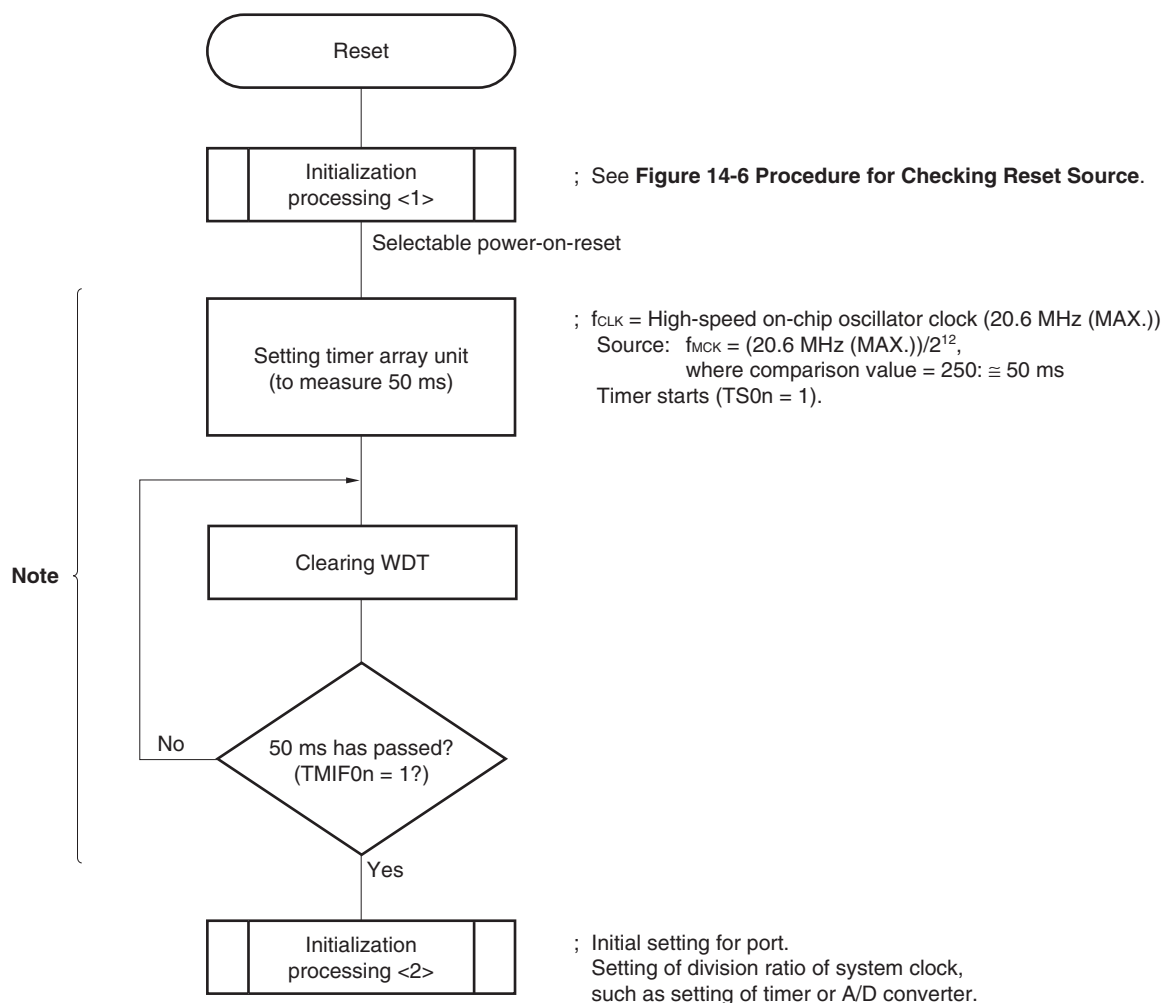 Reset
Initialization
processing <1>
; See Figure 14-6 Procedure for Checking Reset Source.
Selectable power-on-reset
Setting timer array unit
(to measure 50 ms)
; fCLK = High-speed on-chip oscillator clock (20.6 MHz (MAX.))
Source: fMCK = (20.6 MHz (MAX.))/2¹²,
where comparison value = 250: ≅ 50 ms
Timer starts (TS0n = 1).
Clearing WDT
Note
No
50 ms has passed?
(TMIF0n = 1?)
Yes
Initialization
processing <2>
; Initial setting for port.
Setting of division ratio of system clock,
such as setting of timer or A/D converter.